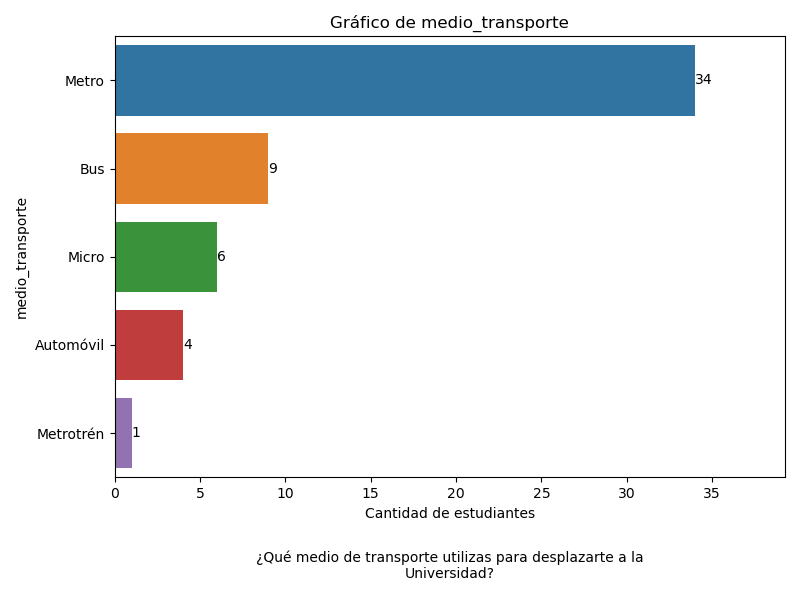 Gráfico de medio_transporte
Metro
34
Bus
9
Micro
6
Automóvil
4
Metrotrén
1
medio_transporte
0 5 10 15 20 25 30 35
Cantidad de estudiantes
¿Qué medio de transporte utilizas para desplazarte a la
Universidad?